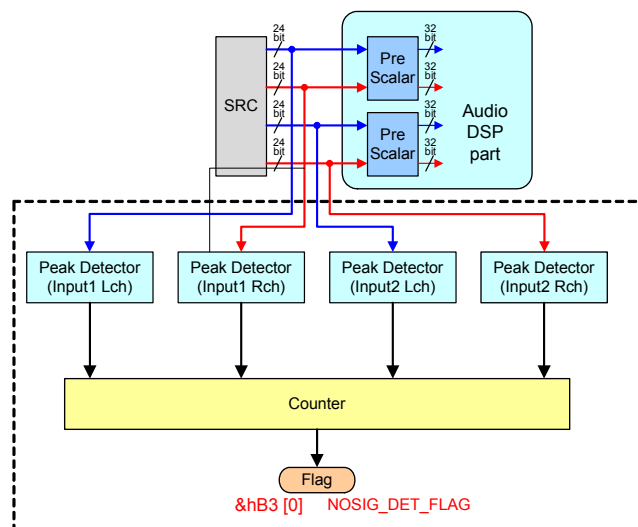 24
bit
24
bit
24
bit
24
bit
SRC
Pre
Scalar
Pre
Scalar
32
bit
32
bit
32
bit
32
bit
Audio
DSP
part
Peak Detector
(Input1 Lch)
Peak Detector
(Input1 Rch)
Peak Detector
(Input2 Lch)
Peak Detector
(Input2 Rch)
Counter
Flag
&hB3 [0] NOSIG_DET_FLAG